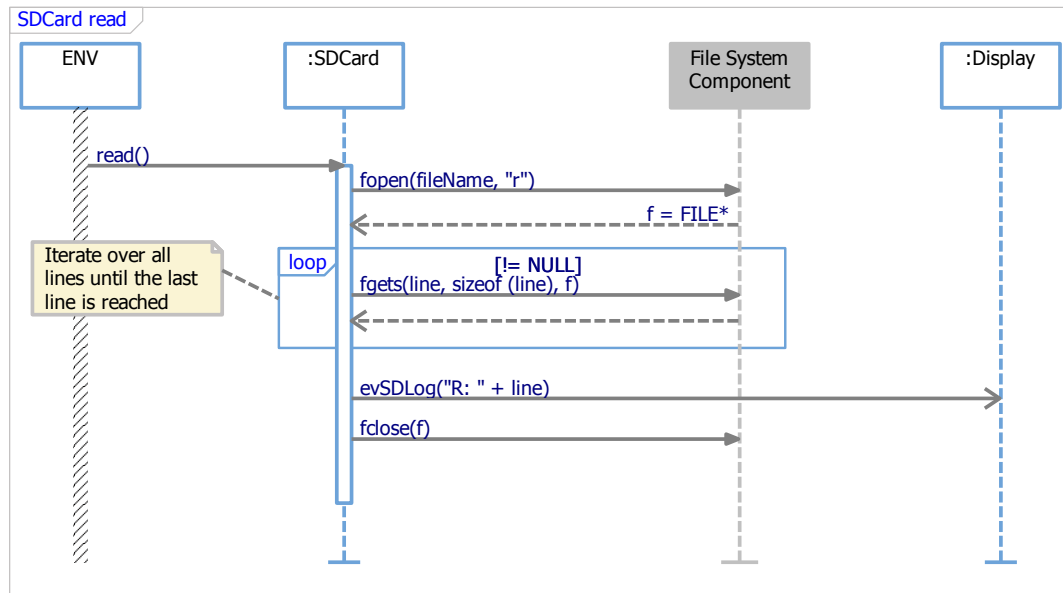 SDCard read
ENV
:SDCard
File System
Component
:Display
read()
fopen(fileName, "r")
f = FILE*
Iterate over all
lines until the last
line is reached
loop
[!= NULL]
fgets(line, sizeof (line), f)
evSDLog("R: " + line)
fclose(f)